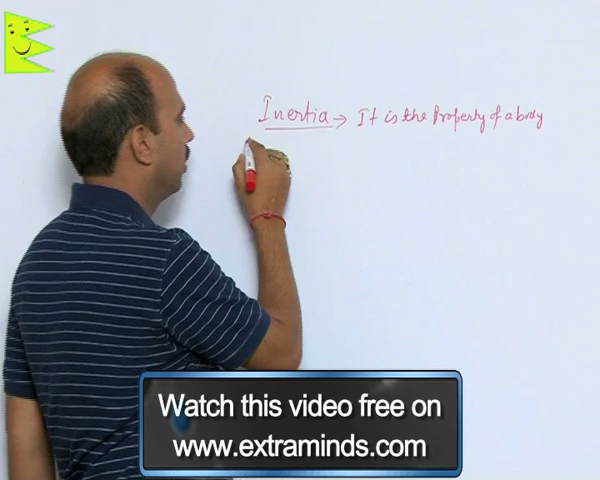 Inertia → It is the Property of a body
Watch this video free on
www.extraminds.com